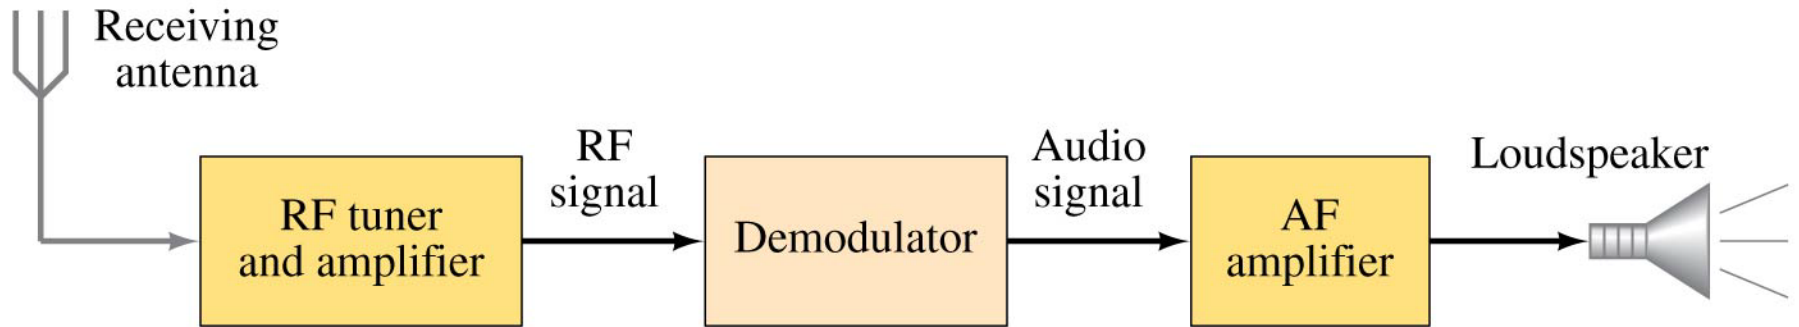 Receiving
antenna
RF tuner
and amplifier
RF
signal
Demodulator
Audio
signal
AF
amplifier
Loudspeaker